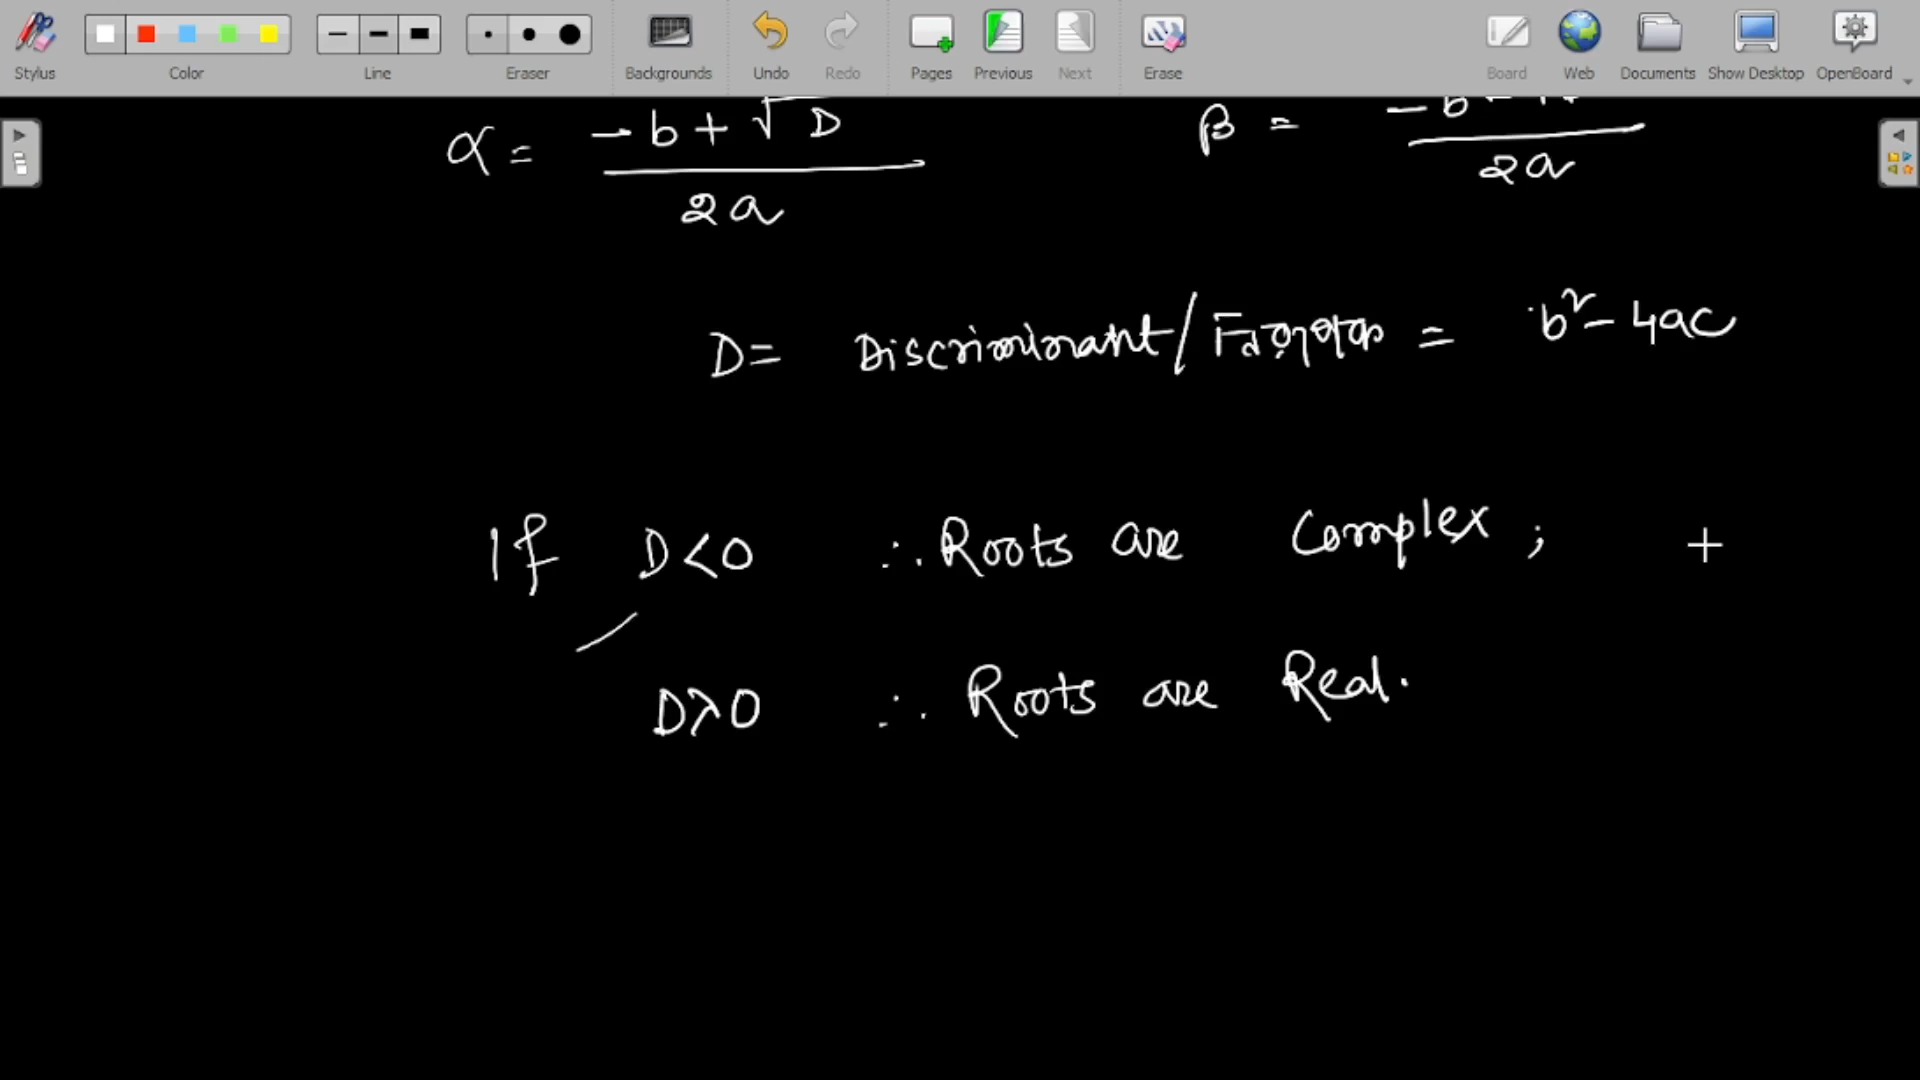 Stylus Color Line Eraser Backgrounds Undo Redo Pages Previous Next Erase Board Web Documents Show Desktop OpenBoard
α = -b + √D / 2a
β = -b - / 2a
D = Discriminant / = b² - 4ac
If D < 0 ∴ Roots are Complex ; +
D > 0 ∴ Roots are Real.